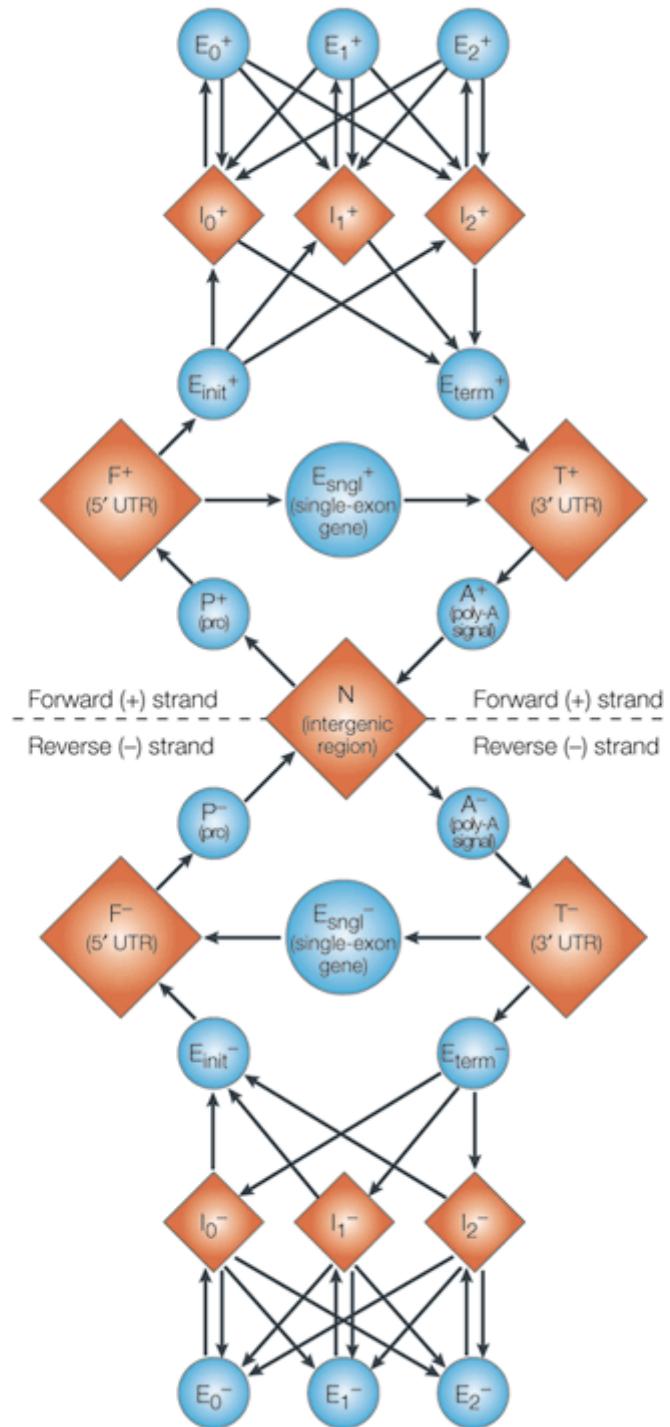 E0+ E1+ E2+
I0+ I1+ I2+
Einit+ Eterm+
F+
(5′ UTR)
Esngl+
(single-exon
gene)
T+
(3′ UTR)
P+
(pro)
A+
(poly-A
signal)
Forward (+) strand
Reverse (–) strand
N
(intergenic
region)
Forward (+) strand
Reverse (–) strand
P–
(pro)
A–
(poly-A
signal)
F–
(5′ UTR)
Esngl–
(single-exon
gene)
T–
(3′ UTR)
Einit– Eterm–
I0– I1– I2–
E0– E1– E2–